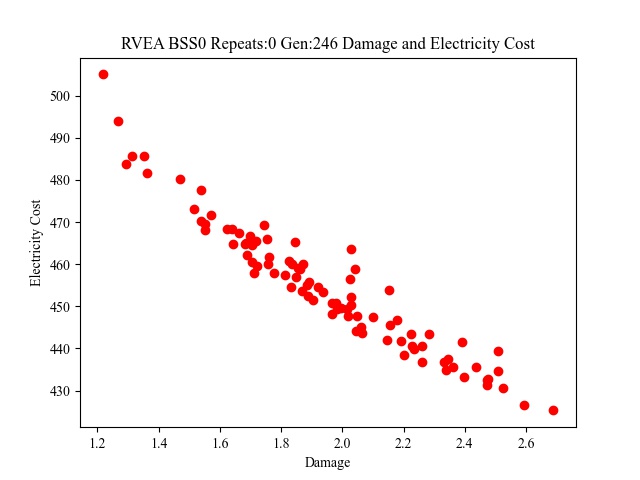 RVEA BSS0 Repeats:0 Gen:246 Damage and Electricity Cost
Electricity Cost
500
490
480
470
460
450
440
430
1.2 1.4 1.6 1.8 2.0 2.2 2.4 2.6
Damage